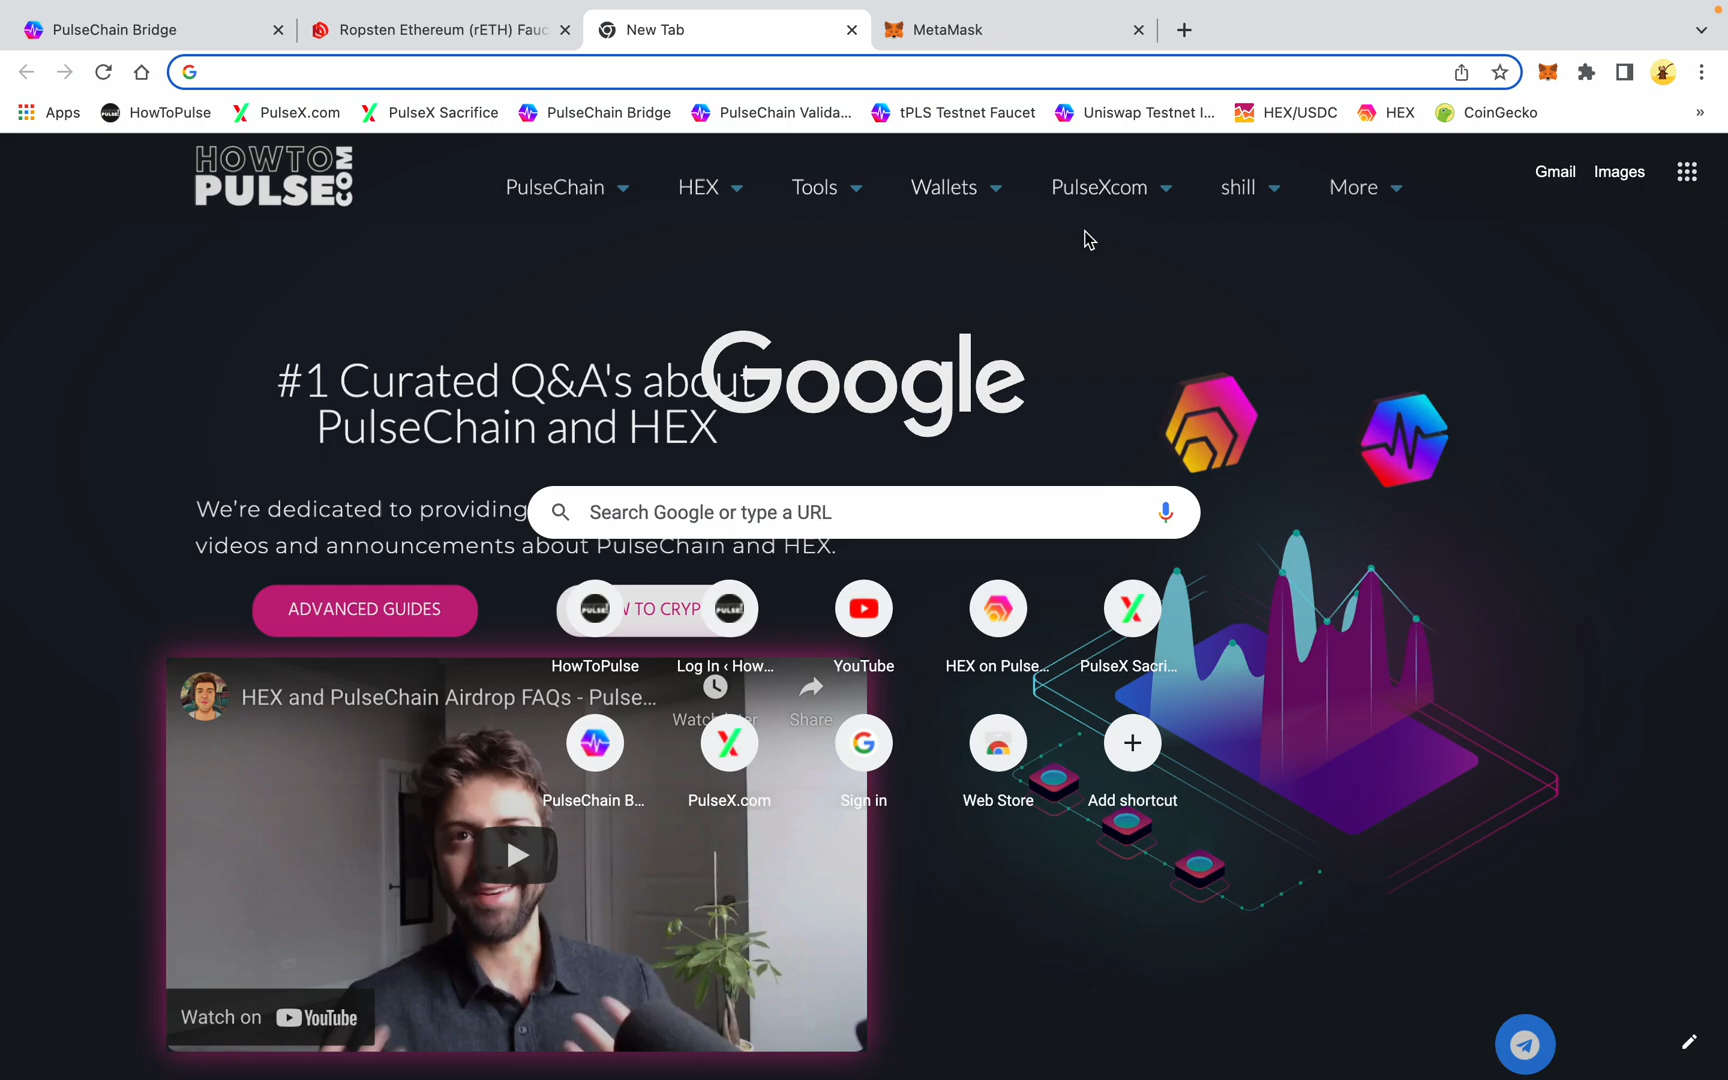 PulseChain Bridge
Ropsten Ethereum (rETH) Fauc
New Tab
MetaMask
Apps
HowToPulse
PulseX.com
PulseX Sacrifice
PulseChain Bridge
PulseChain Valida...
tPLS Testnet Faucet
Uniswap Testnet I...
HEX/USDC
HEX
CoinGecko
HOWTO
PULSE.COM
PulseChain
HEX
Tools
Wallets
PulseXcom
shill
More
Gmail
Images
Google
#1 Curated Q&A's about
PulseChain and HEX
We're dedicated to providing
Search Google or type a URL
videos and announcements about PulseChain and HEX.
ADVANCED GUIDES
PULSE!
PULSE!
HowToPulse
Log In ‹ How...
YouTube
HEX on Pulse...
PulseX Sacri...
HEX and PulseChain Airdrop FAQs - Pulse...
Share
PulseChain B...
PulseX.com
Sign in
Web Store
Add shortcut
Watch on YouTube